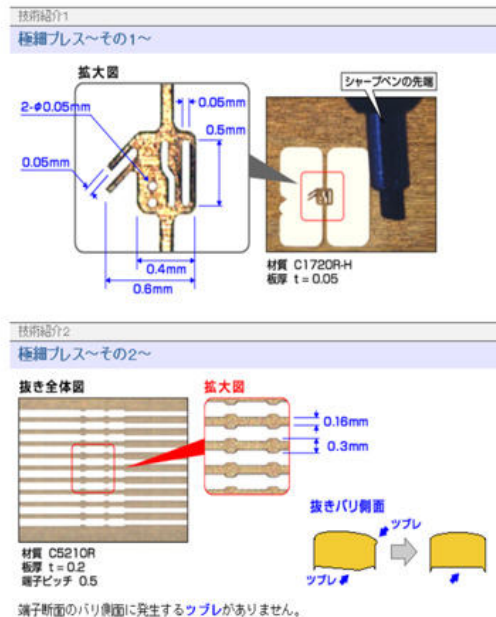 技術紹介1
極細プレス～その1～
拡大図
シャープペンの先端
2-φ0.05mm
0.05mm
0.5mm
0.05mm
0.4mm
0.6mm
材質 C1720R-H
板厚 t=0.05
技術紹介2
極細プレス～その2～
抜き全体図
拡大図
0.16mm
0.3mm
抜きバリ側面
ツブレ
ツブレ
材質 C5210R
板厚 t=0.2
端子ピッチ 0.5
端子断面のバリ側面に発生するツブレがありません。